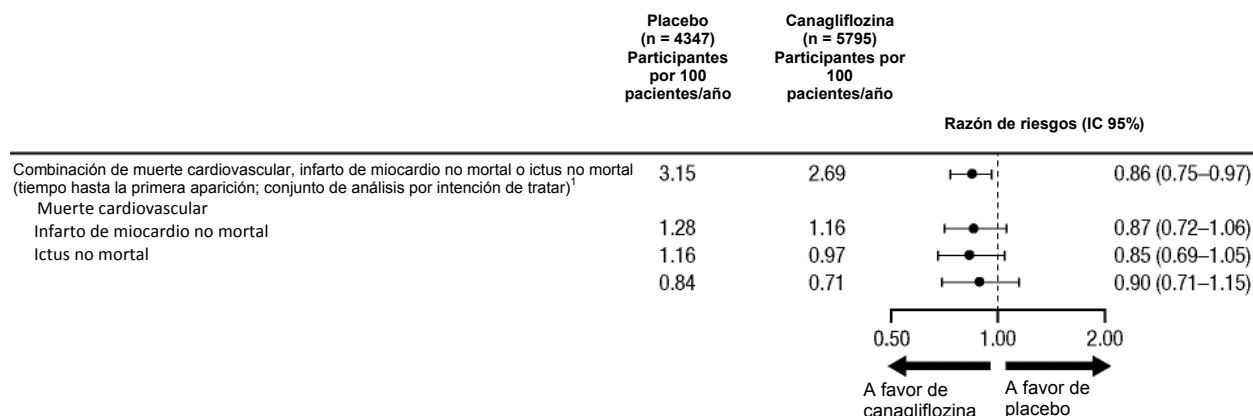 Placebo
(n = 4347)
Participantes
por 100
pacientes/año
Canagliflozina
(n = 5795)
Participantes por
100
pacientes/año
Razón de riesgos (IC 95%)
Combinación de muerte cardiovascular, infarto de miocardio no mortal o ictus no mortal
(tiempo hasta la primera aparición; conjunto de análisis por intención de tratar)1
3.15 2.69 0.86 (0.75–0.97)
Muerte cardiovascular
Infarto de miocardio no mortal 1.28 1.16 0.87 (0.72–1.06)
Ictus no mortal 1.16 0.97 0.85 (0.69–1.05)
0.84 0.71 0.90 (0.71–1.15)
0.50 1.00 2.00
A favor de
canagliflozina
A favor de
placebo